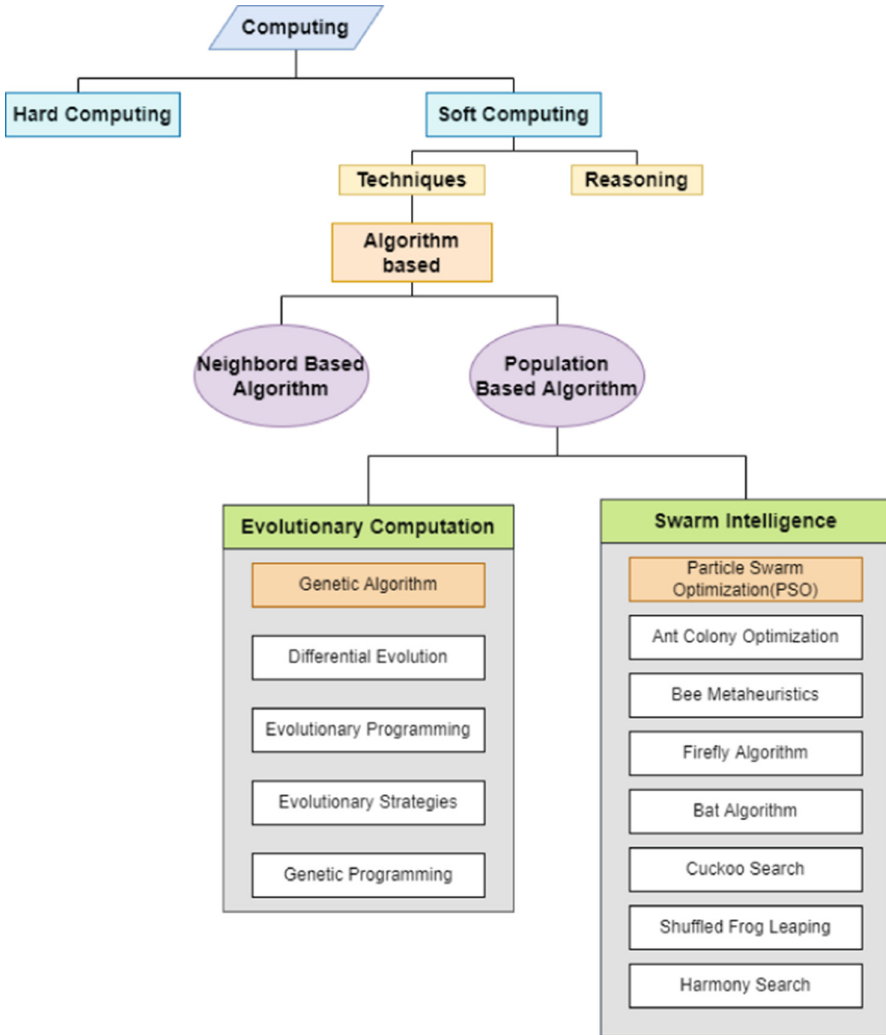 Computing
Hard Computing
Soft Computing
Techniques
Reasoning
Algorithm
based
Neighbord Based
Algorithm
Population
Based Algorithm
Evolutionary Computation
Genetic Algorithm
Differential Evolution
Evolutionary Programming
Evolutionary Strategies
Genetic Programming
Swarm Intelligence
Particle Swarm
Optimization(PSO)
Ant Colony Optimization
Bee Metaheuristics
Firefly Algorithm
Bat Algorithm
Cuckoo Search
Shuffled Frog Leaping
Harmony Search